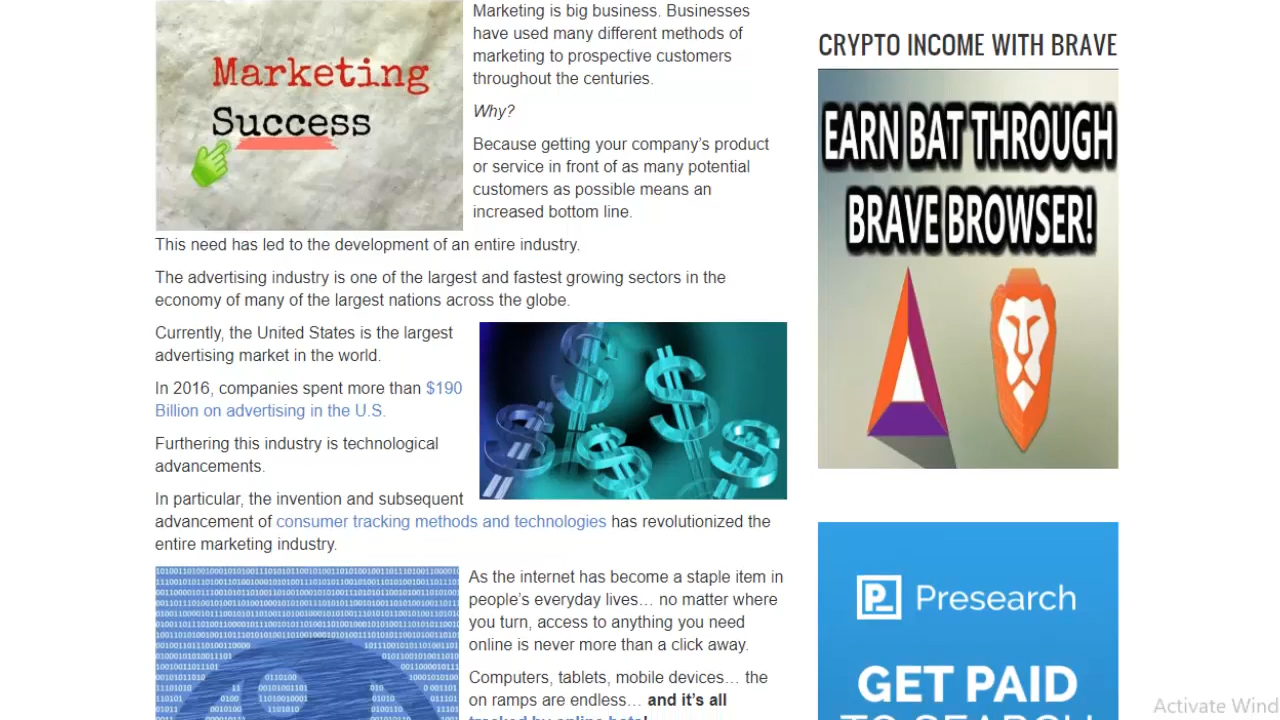 Marketing is big business. Businesses
have used many different methods of
marketing to prospective customers
throughout the centuries.
Why?
Because getting your company’s product
or service in front of as many potential
customers as possible means an
increased bottom line.
Marketing
Success
This need has led to the development of an entire industry.
The advertising industry is one of the largest and fastest growing sectors in the
economy of many of the largest nations across the globe.
Currently, the United States is the largest
advertising market in the world.
In 2016, companies spent more than $190
Billion on advertising in the U.S.
Furthering this industry is technological
advancements.
In particular, the invention and subsequent
advancement of consumer tracking methods and technologies has revolutionized the
entire marketing industry.
As the internet has become a staple item in
people’s everyday lives… no matter where
you turn, access to anything you need
online is never more than a click away.
Computers, tablets, mobile devices… the
on ramps are endless… and it’s all
tracked by online bots!
CRYPTO INCOME WITH BRAVE
EARN BAT THROUGH
BRAVE BROWSER!
Presearch
GET PAID
TO SEARCH
Activate Wind